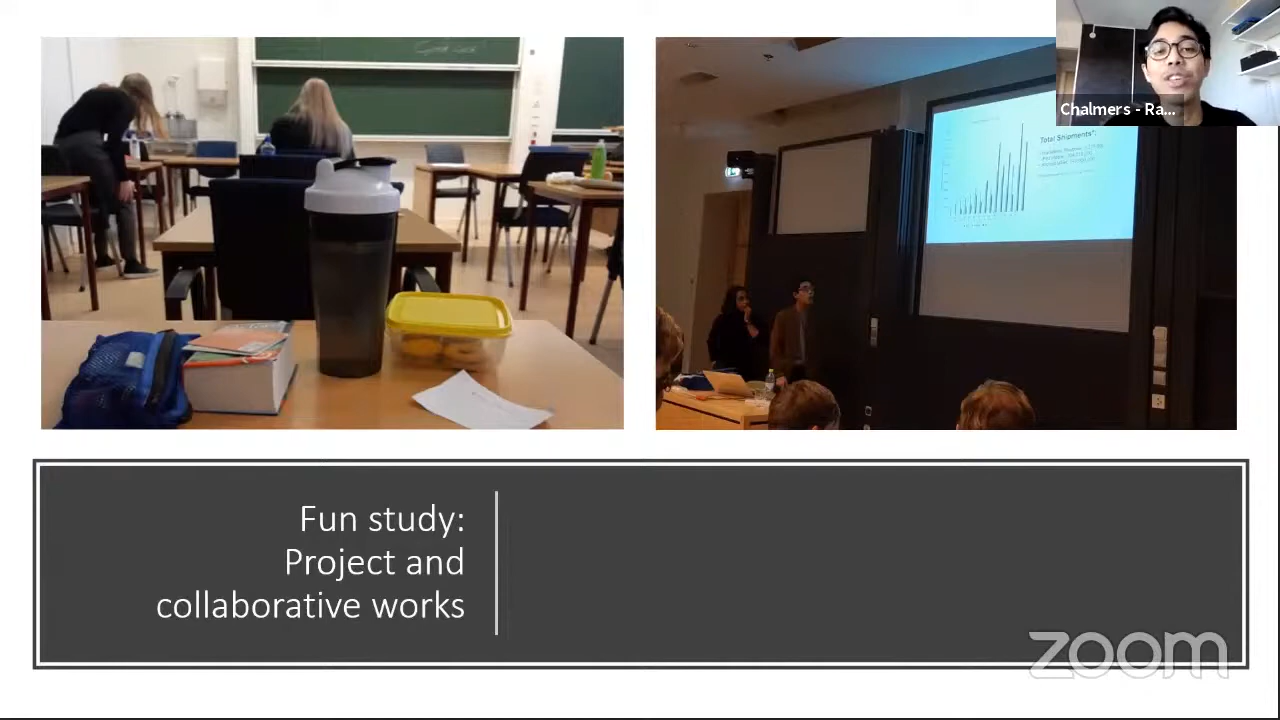 Chalmers - Ra...
Total Shipments*:
Fun study:
Project and
collaborative works
zoom